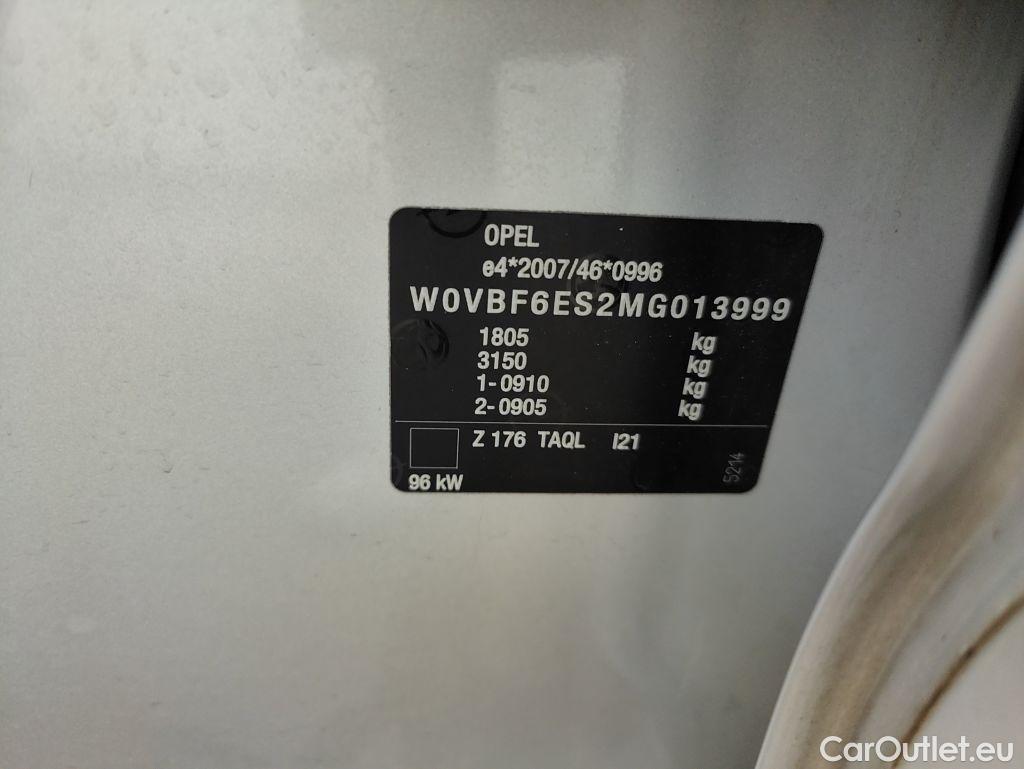 OPEL
e4*2007/46*0996
W0VBF6ES2MG013999
1805 kg
3150 kg
1-0910 kg
2-0905 kg
Z 176 TAQL I21
96 kW
5214
CarOutlet.eu